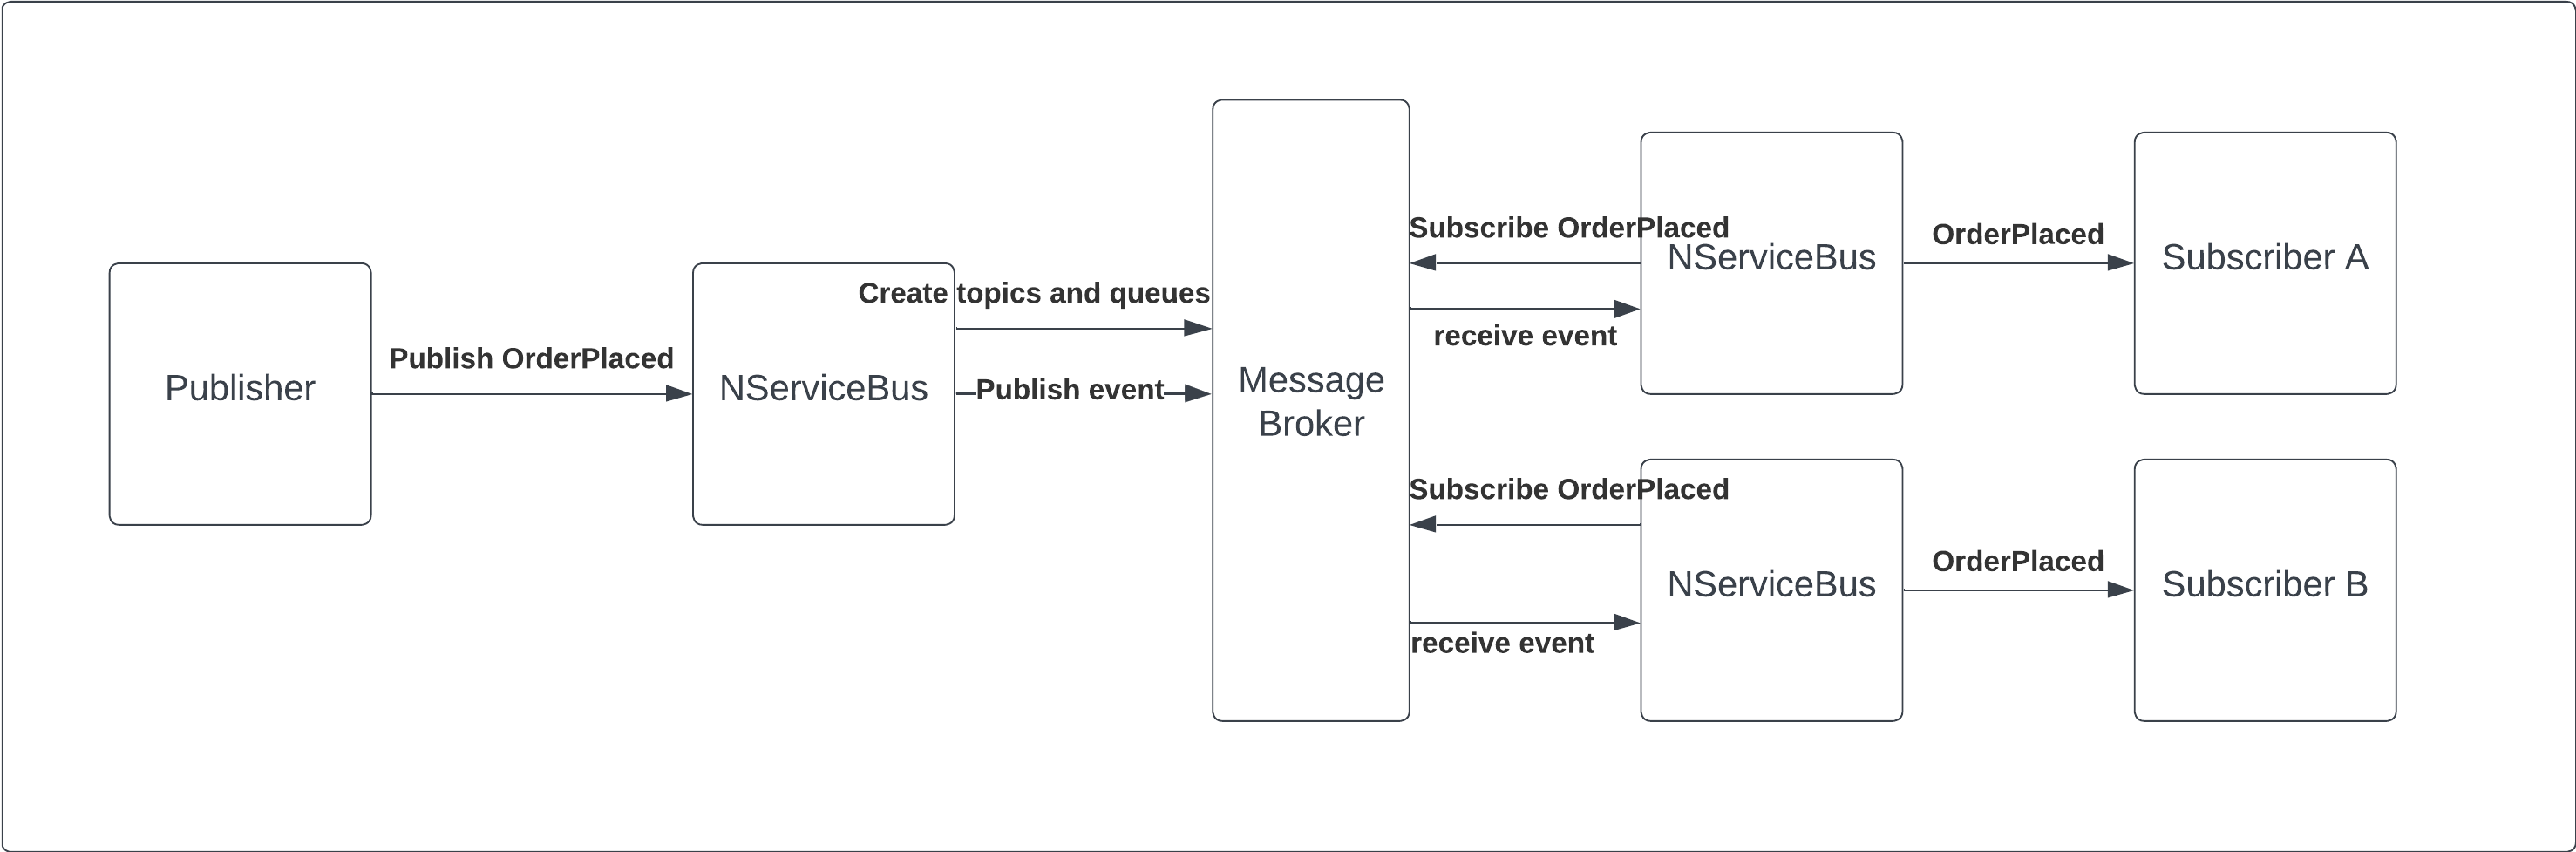 Publisher
Publish OrderPlaced
NServiceBus
Create topics and queues
Publish event
Message
Broker
Subscribe OrderPlaced
NServiceBus
receive event
OrderPlaced
Subscriber A
Subscribe OrderPlaced
NServiceBus
receive event
OrderPlaced
Subscriber B